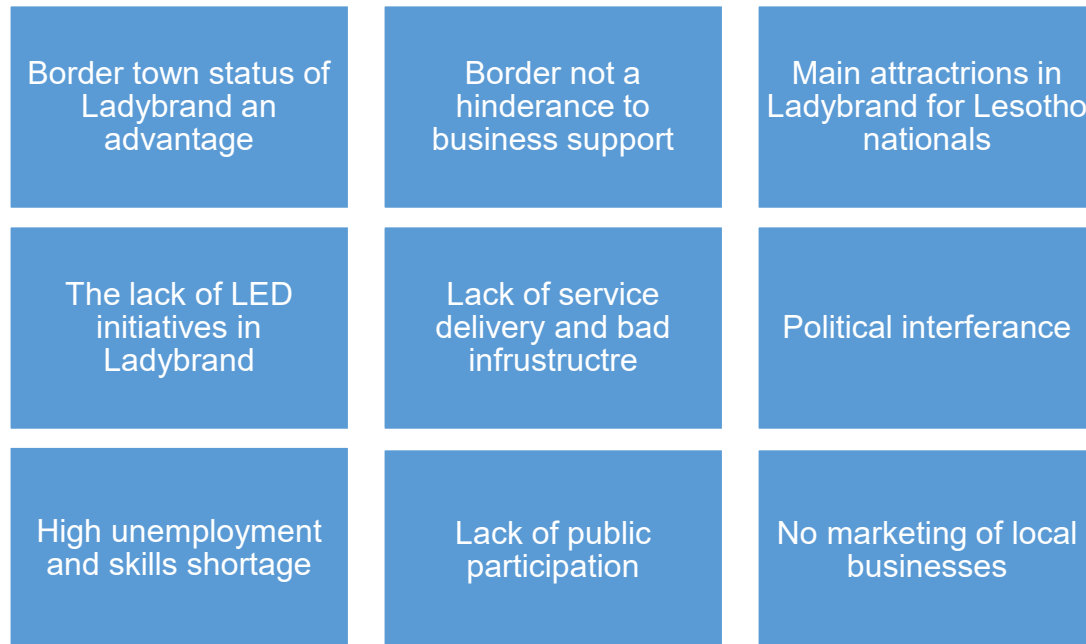 Border town status of
Ladybrand an
advantage
Border not a
hinderance to
business support
Main attractrions in
Ladybrand for Lesotho
nationals
The lack of LED
initiatives in
Ladybrand
Lack of service
delivery and bad
infrustructre
Political interferance
High unemployment
and skills shortage
Lack of public
participation
No marketing of local
businesses